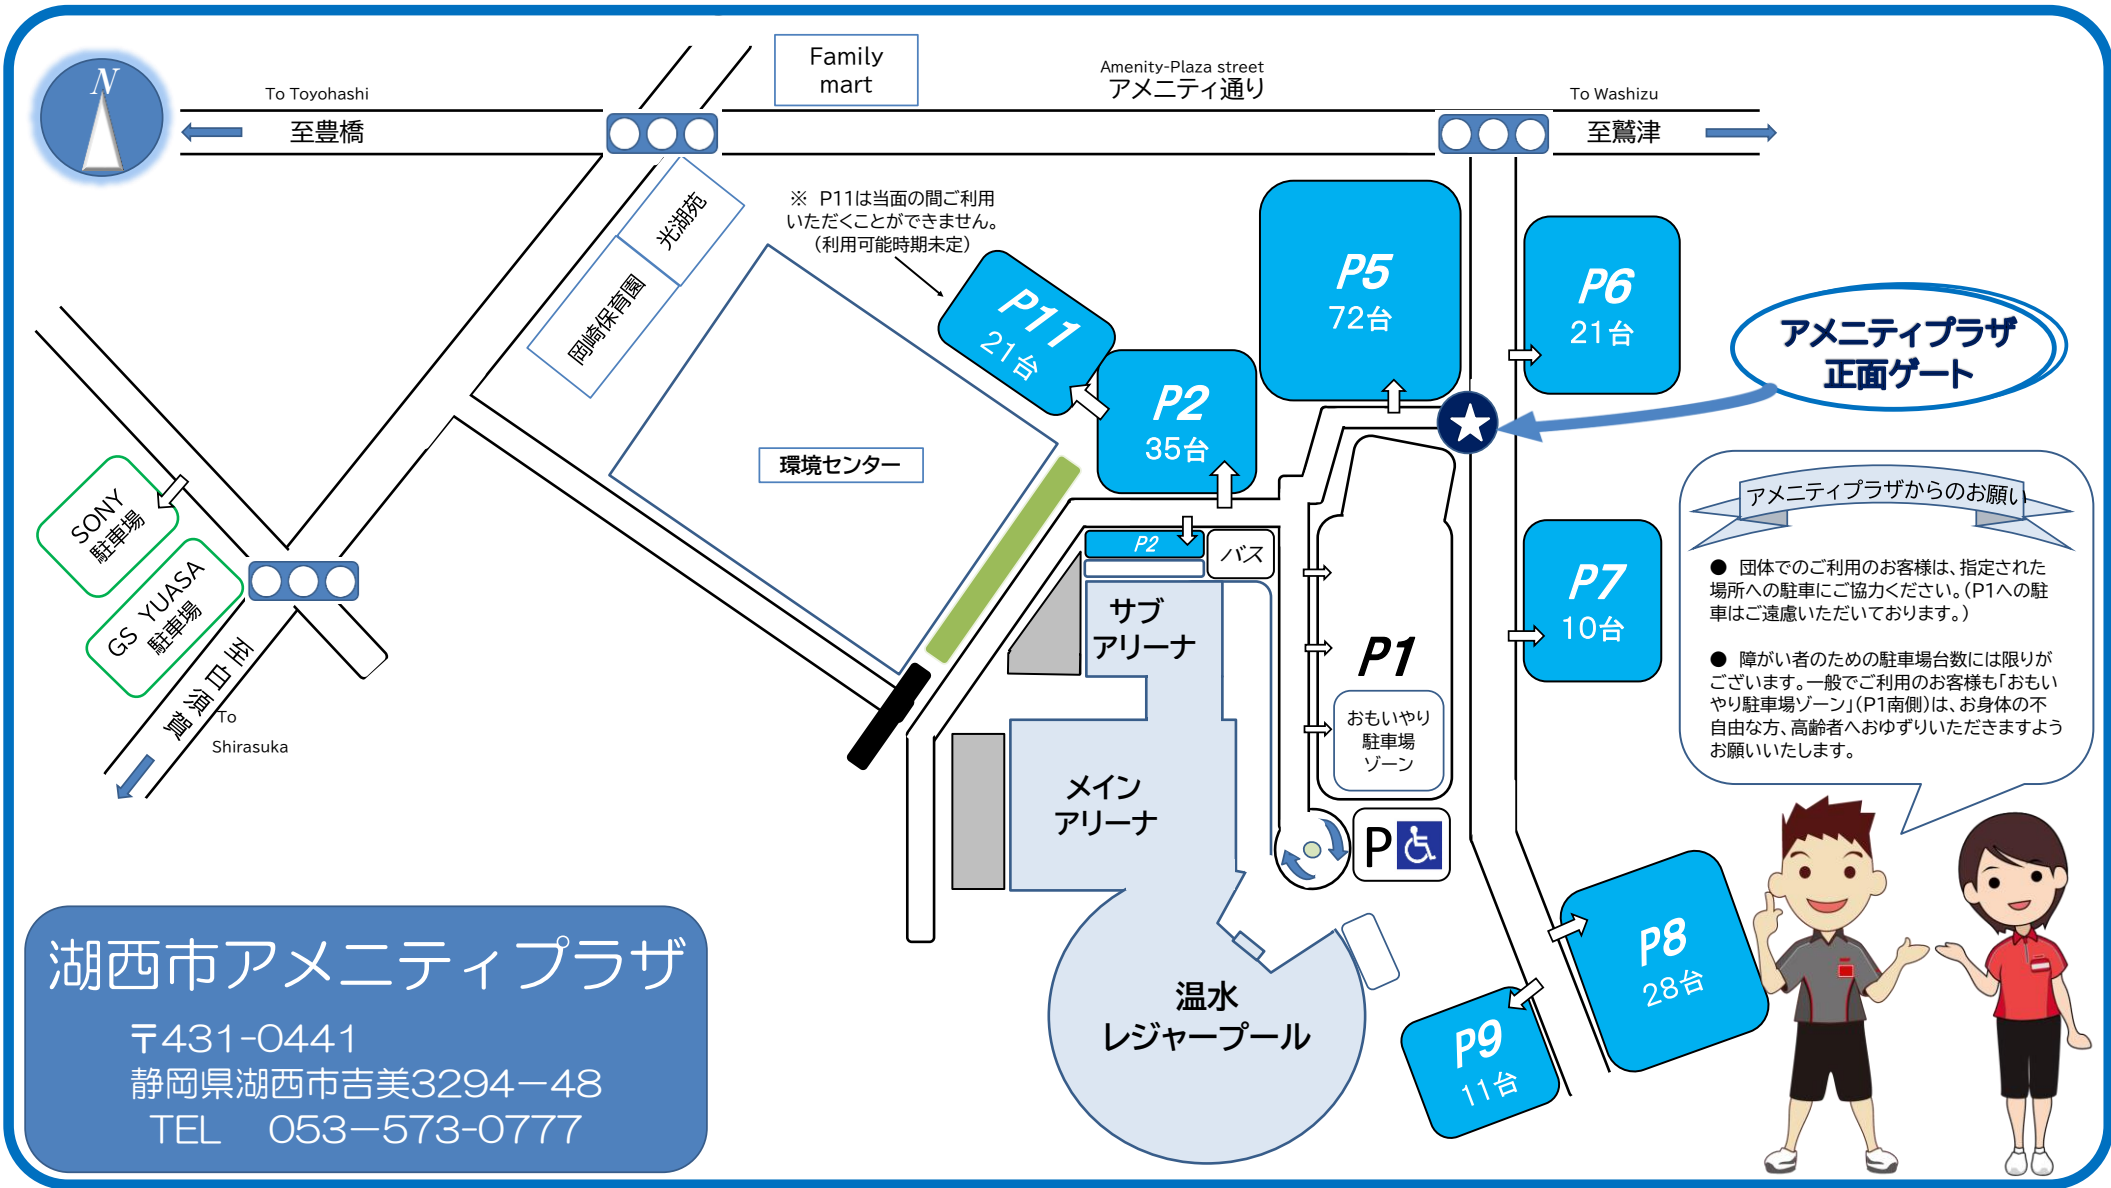 N
To Toyohashi
至豊橋
Family
mart
Amenity-Plaza street
アメニティ通り
To Washizu
至鷲津
光湖苑
岡崎保育園
※ P11は当面の間ご利用
いただくことができません。
(利用可能時期未定)
P11
21台
P2
35台
P5
72台
P6
21台
アメニティプラザ
正面ゲート
環境センター
SONY
駐車場
GS YUASA
駐車場
至白須賀
To
Shirasuka
P2
バス
サブ
アリーナ
メイン
アリーナ
温水
レジャープール
P1
おもいやり
駐車場
ゾーン
P
P7
10台
P8
28台
P9
11台
アメニティプラザからのお願い
● 団体でのご利用のお客様は、指定された
場所への駐車にご協力ください。(P1への駐
車はご遠慮いただいております。)
● 障がい者のための駐車場台数には限りが
ございます。一般でご利用のお客様も「おもい
やり駐車場ゾーン」(P1南側)は、お身体の不
自由な方、高齢者へおゆずりいただきますよう
お願いいたします。
湖西市アメニティプラザ
〒431-0441
静岡県湖西市吉美3294－48
TEL 053－573-0777